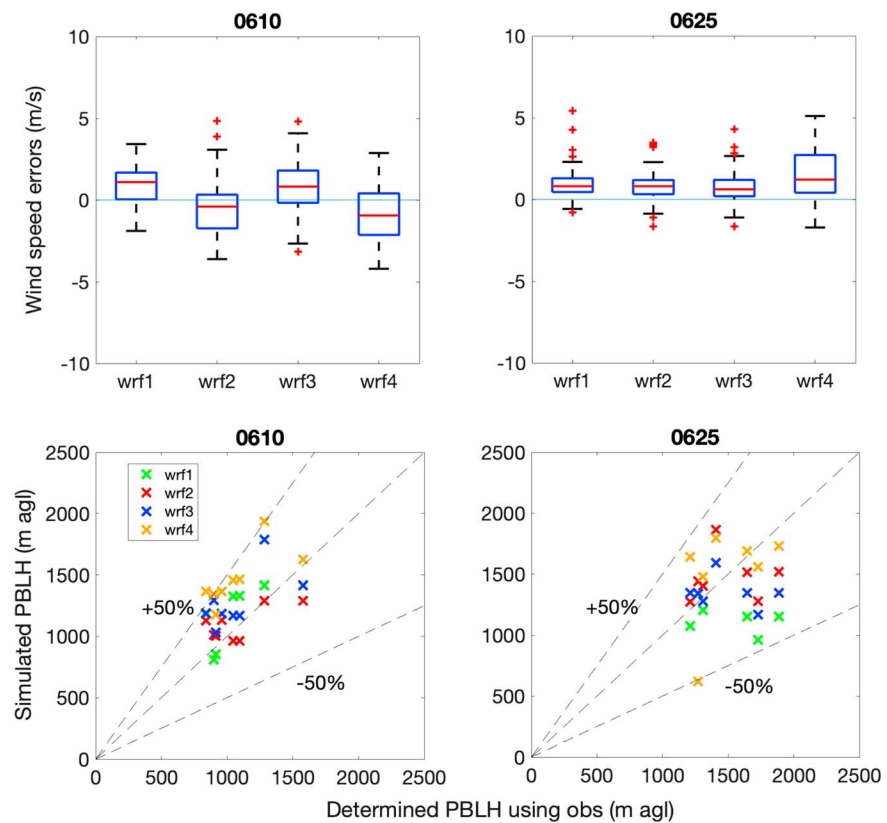 0610
0625
10
5
0
-5
-10
10
5
0
-5
-10
Wind speed errors (m/s)
wrf1 wrf2 wrf3 wrf4
wrf1 wrf2 wrf3 wrf4
0610
0625
2500
2000
1500
1000
500
0
2500
2000
1500
1000
500
0
Simulated PBLH (m agl)
wrf1
wrf2
wrf3
wrf4
+50%
-50%
+50%
-50%
0 500 1000 1500 2000 2500
0 500 1000 1500 2000 2500
Determined PBLH using obs (m agl)